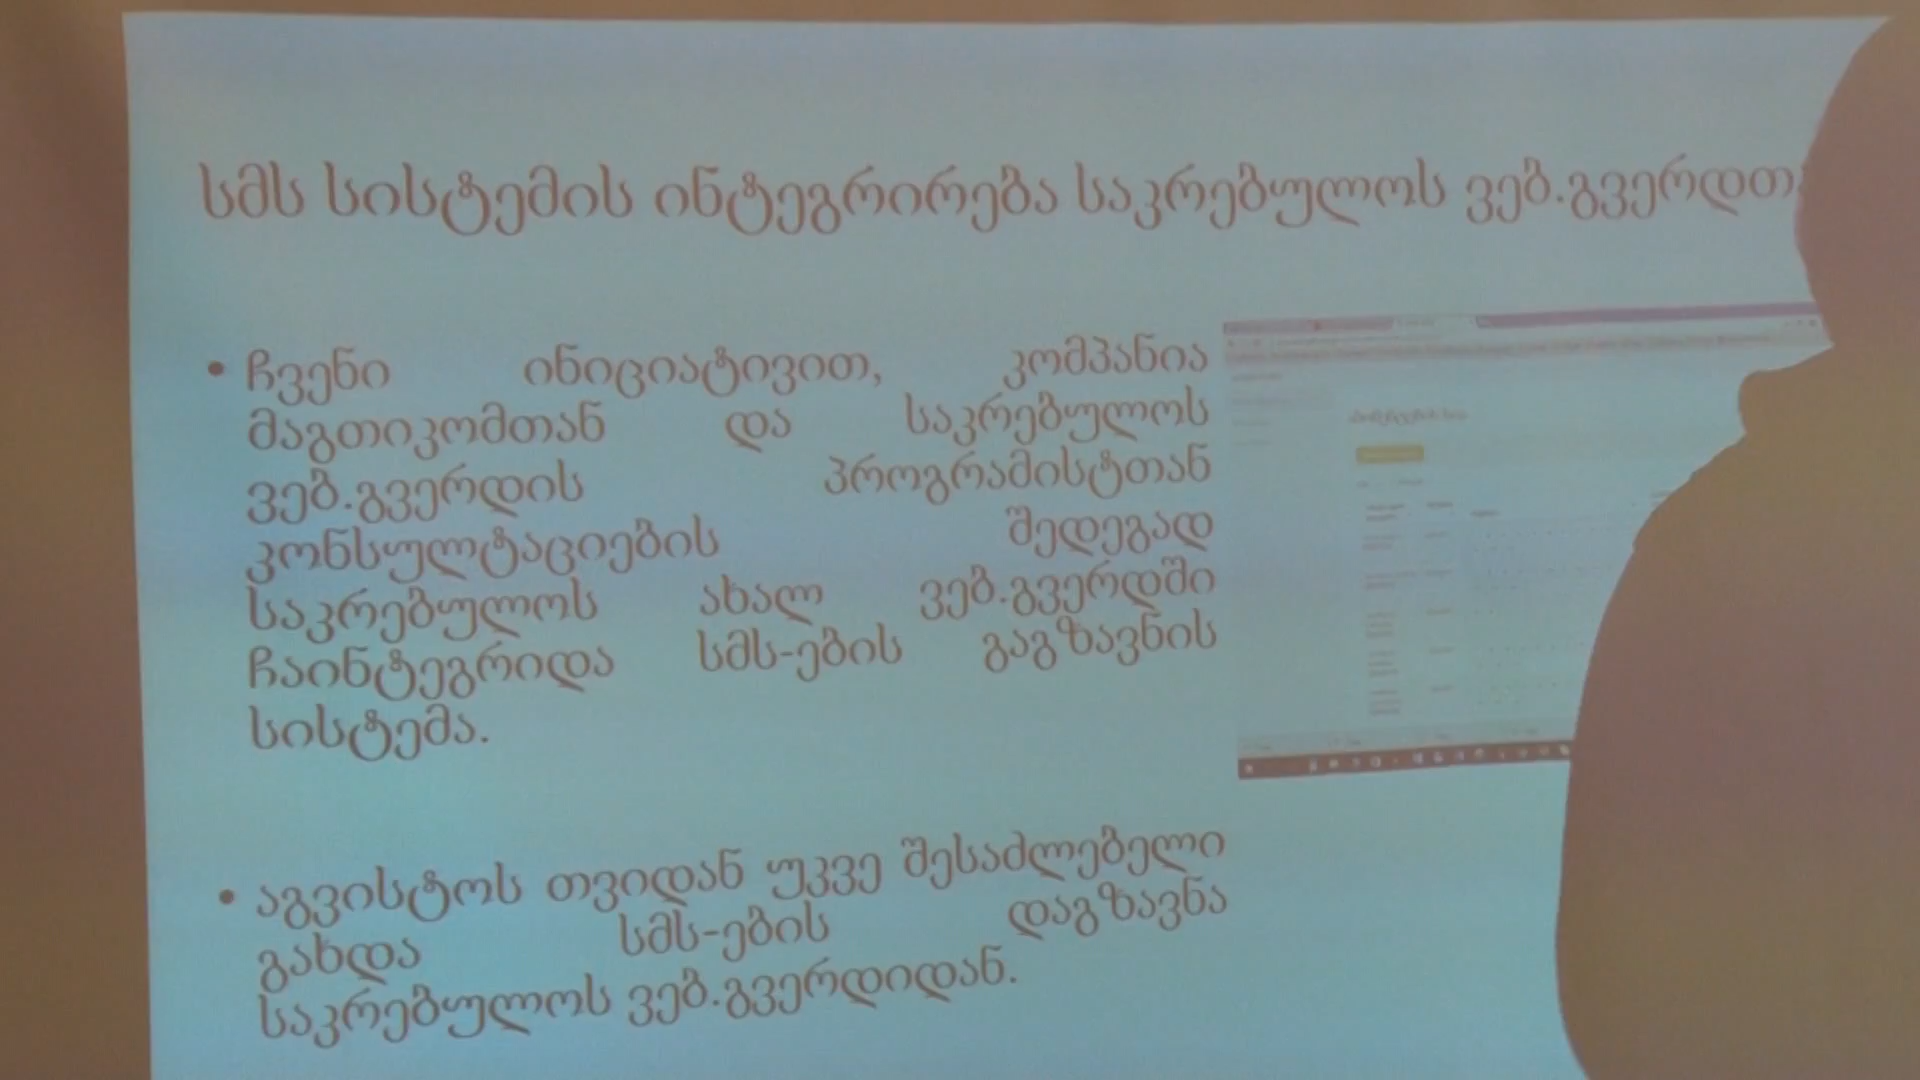 სმს სისტემის ინტეგრირება საკრებულოს ვებ.გვერდთ
• ჩვენი ინიციატივით, კომპანია
მაგთიკომთან და საკრებულოს
ვებ.გვერდის პროგრამისტთან
კონსულტაციების შედეგად
საკრებულოს ახალ ვებ.გვერდში
ჩაინტეგრიდა სმს-ების გაგზავნის
სისტემა.
• აგვისტოს თვიდან უკვე შესაძლებელი
გახდა სმს-ების დაგზავნა
საკრებულოს ვებ.გვერდიდან.